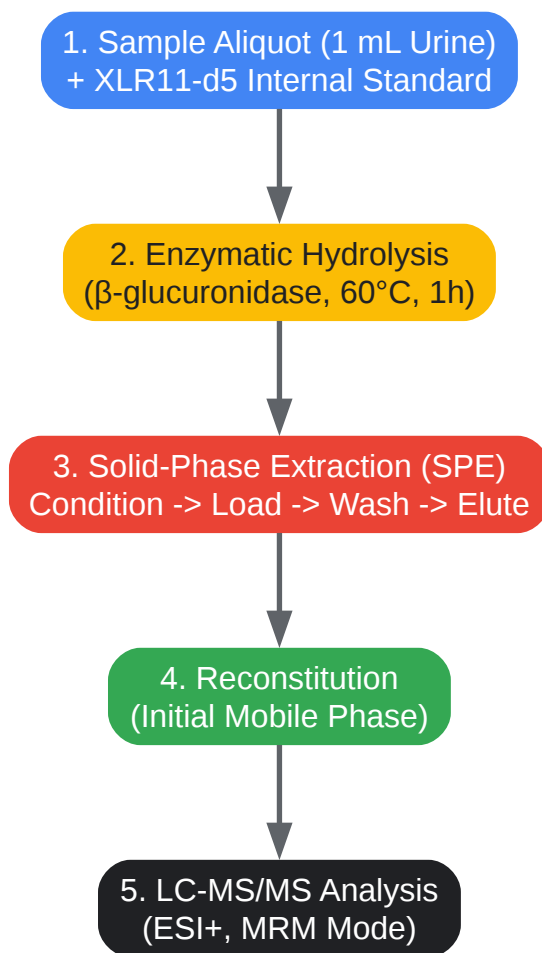 1. Sample Aliquot (1 mL Urine)
+ XLR11-d5 Internal Standard
2. Enzymatic Hydrolysis
(β-glucuronidase, 60°C, 1h)
3. Solid-Phase Extraction (SPE)
Condition -> Load -> Wash -> Elute
4. Reconstitution
(Initial Mobile Phase)
5. LC-MS/MS Analysis
(ESI+, MRM Mode)